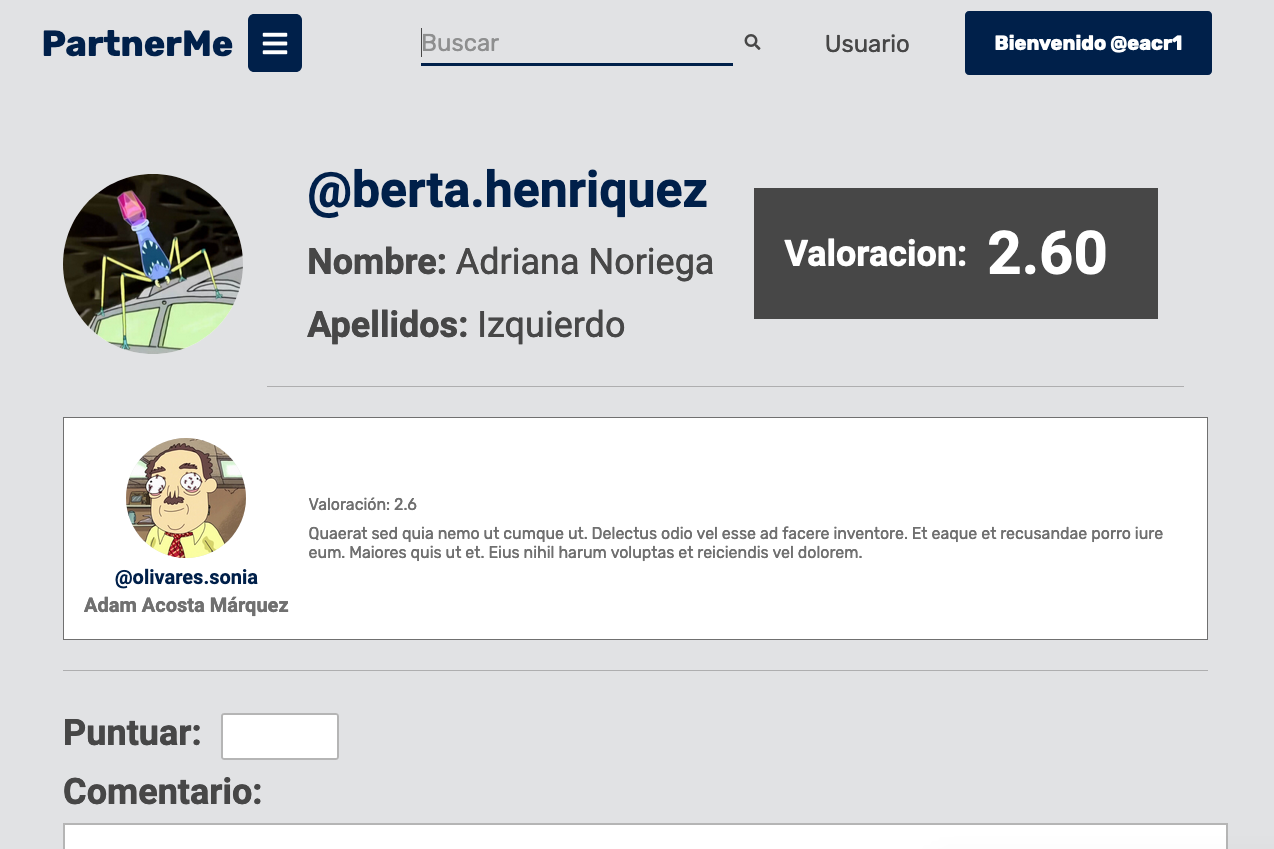 PartnerMe
Buscar
Usuario
Bienvenido @eacr1
@berta.henriquez
Nombre: Adriana Noriega
Apellidos: Izquierdo
Valoracion: 2.60
@olivares.sonia
Adam Acosta Márquez
Valoración: 2.6
Quaerat sed quia nemo ut cumque ut. Delectus odio vel esse ad facere inventore. Et eaque et recusandae porro iure
eum. Maiores quis ut et. Eius nihil harum voluptas et reiciendis vel dolorem.
Puntuar:
Comentario: